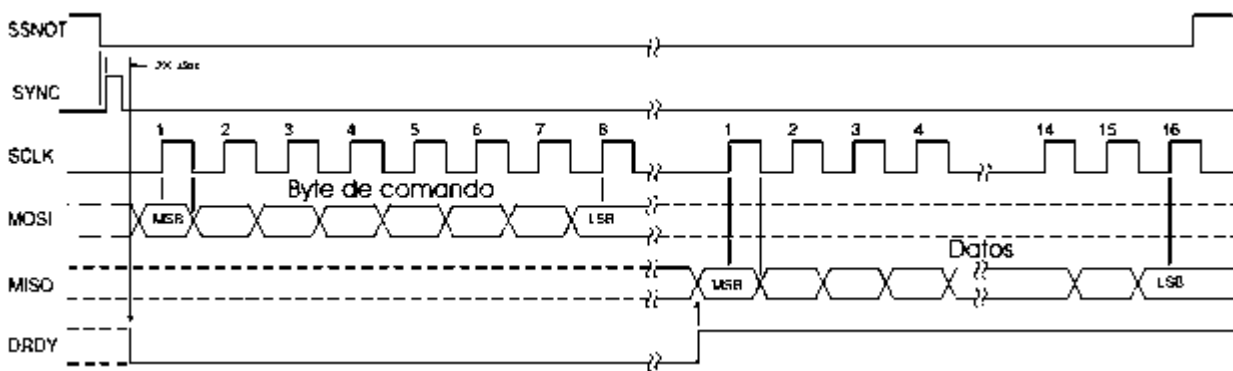 SSNOT
SYNC
1 2 3 4 5 6 7 8 1 2 3 4 14 15 16
SCLK
Byte de comando
MOSI MSB LSB
Datos
MISO MSB LSB
DRDY